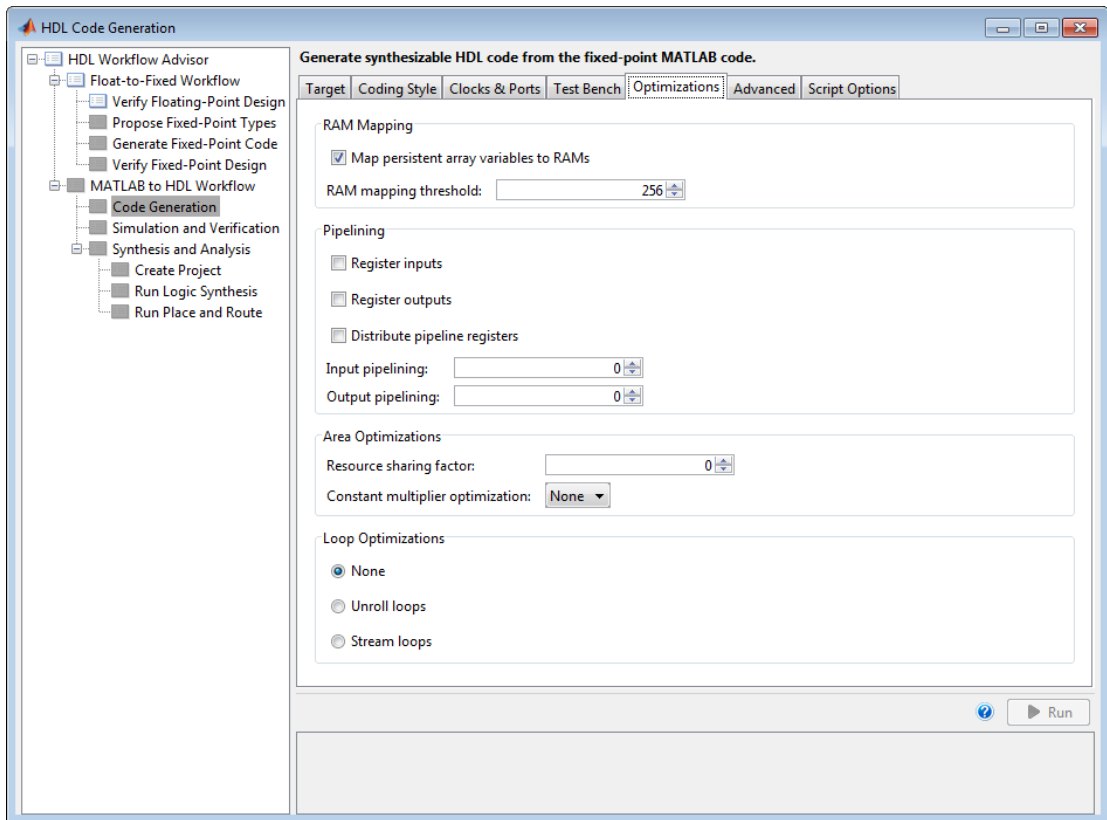 HDL Code Generation
HDL Workflow Advisor
Float-to-Fixed Workflow
Verify Floating-Point Design
Propose Fixed-Point Types
Generate Fixed-Point Code
Verify Fixed-Point Design
MATLAB to HDL Workflow
Code Generation
Simulation and Verification
Synthesis and Analysis
Create Project
Run Logic Synthesis
Run Place and Route
Generate synthesizable HDL code from the fixed-point MATLAB code.
Target Coding Style Clocks & Ports Test Bench Optimizations Advanced Script Options
RAM Mapping
Map persistent array variables to RAMs
RAM mapping threshold: 256
Pipelining
Register inputs
Register outputs
Distribute pipeline registers
Input pipelining: 0
Output pipelining: 0
Area Optimizations
Resource sharing factor: 0
Constant multiplier optimization: None
Loop Optimizations
None
Unroll loops
Stream loops
? Run